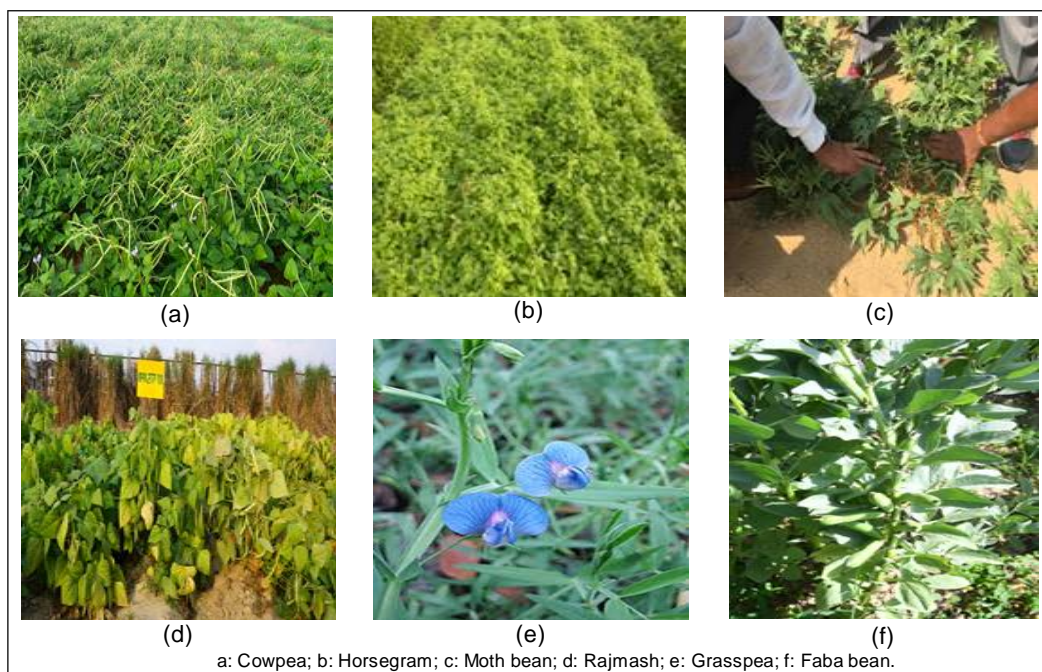 (a)
(b)
(c)
(d)
(e)
(f)
a: Cowpea; b: Horsegram; c: Moth bean; d: Rajmash; e: Grasspea; f: Faba bean.